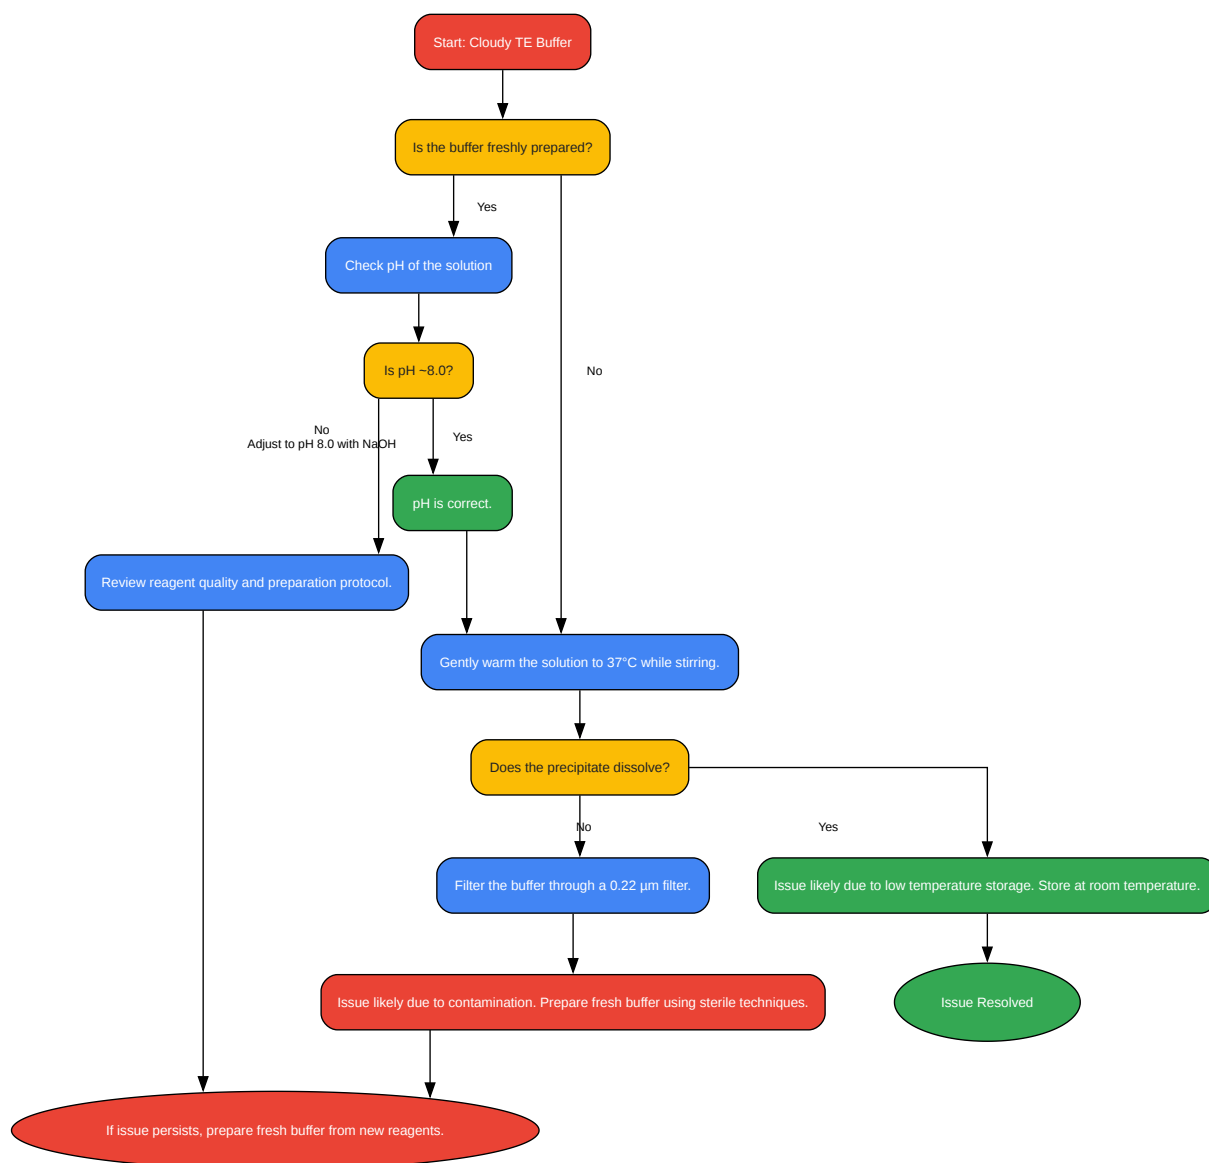 Start: Cloudy TE Buffer
Is the buffer freshly prepared?
Yes
Check pH of the solution
Is pH ~8.0?
No
No
Adjust to pH 8.0 with NaOH
Yes
pH is correct.
Review reagent quality and preparation protocol.
Gently warm the solution to 37°C while stirring.
Does the precipitate dissolve?
No
Yes
Filter the buffer through a 0.22 µm filter.
Issue likely due to low temperature storage. Store at room temperature.
Issue likely due to contamination. Prepare fresh buffer using sterile techniques.
Issue Resolved
If issue persists, prepare fresh buffer from new reagents.